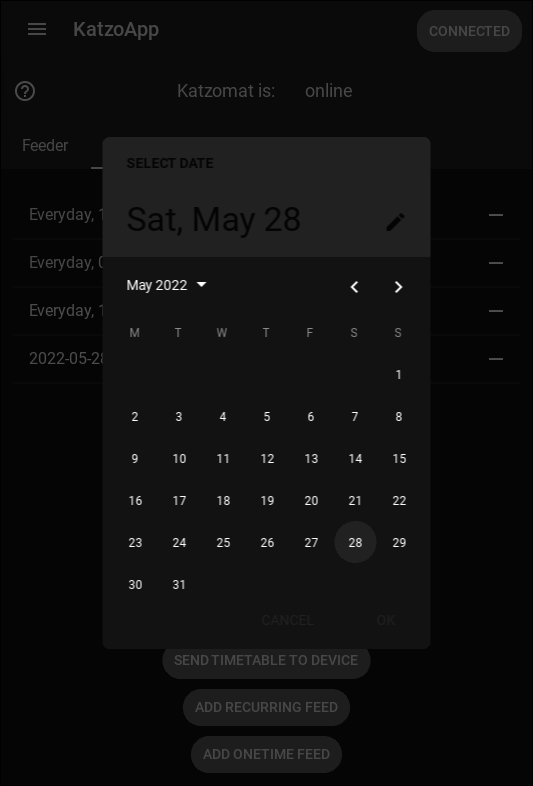 KatzoApp CONNECTED
Katzomat is: online
Feeder
SELECT DATE
Sat, May 28
Everyday, 1
Everyday, 0
Everyday, 1
2022-05-28
May 2022
M T W T F S S
1
2 3 4 5 6 7 8
9 10 11 12 13 14 15
16 17 18 19 20 21 22
23 24 25 26 27 28 29
30 31
CANCEL OK
SEND TIMETABLE TO DEVICE
ADD RECURRING FEED
ADD ONETIME FEED